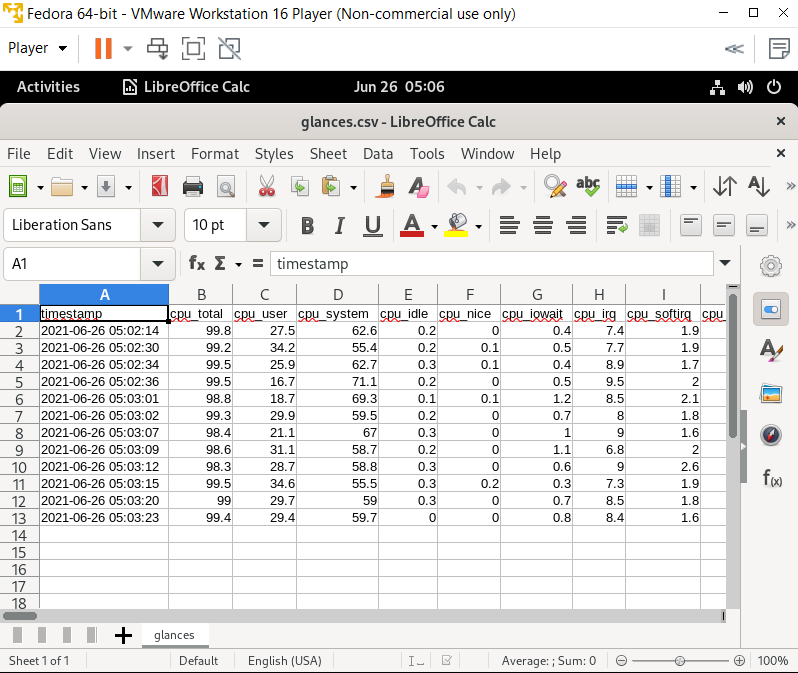 Fedora 64-bit - VMware Workstation 16 Player (Non-commercial use only)
Player
Activities LibreOffice Calc Jun 26 05:06
glances.csv - LibreOffice Calc
File Edit View Insert Format Styles Sheet Data Tools Window Help
abc
Liberation Sans 10 pt B I U A
A1 fx Σ = timestamp
A B C D E F G H I
1 timestamp cpu_total cpu_user cpu_system cpu_idle cpu_nice cpu_iowait cpu_irq cpu_softirq cpu_
2 2021-06-26 05:02:14 99.8 27.5 62.6 0.2 0 0.4 7.4 1.9
3 2021-06-26 05:02:30 99.2 34.2 55.4 0.2 0.1 0.5 7.7 1.9
4 2021-06-26 05:02:34 99.5 25.9 62.7 0.3 0.1 0.4 8.9 1.7
5 2021-06-26 05:02:36 99.5 16.7 71.1 0.2 0 0.5 9.5 2
6 2021-06-26 05:03:01 98.8 18.7 69.3 0.1 0.1 1.2 8.5 2.1
7 2021-06-26 05:03:02 99.3 29.9 59.5 0.2 0 0.7 8 1.8
8 2021-06-26 05:03:07 98.4 21.1 67 0.3 0 1 9 1.6
9 2021-06-26 05:03:09 98.6 31.1 58.7 0.2 0 1.1 6.8 2
10 2021-06-26 05:03:12 98.3 28.7 58.8 0.3 0 0.6 9 2.6
11 2021-06-26 05:03:15 99.5 34.6 55.5 0.3 0.2 0.3 7.3 1.9
12 2021-06-26 05:03:20 99 29.7 59 0.3 0 0.7 8.5 1.8
13 2021-06-26 05:03:23 99.4 29.4 59.7 0 0 0.8 8.4 1.6
14
15
16
17
18
glances
Sheet 1 of 1 Default English (USA) Average: ; Sum: 0 100%